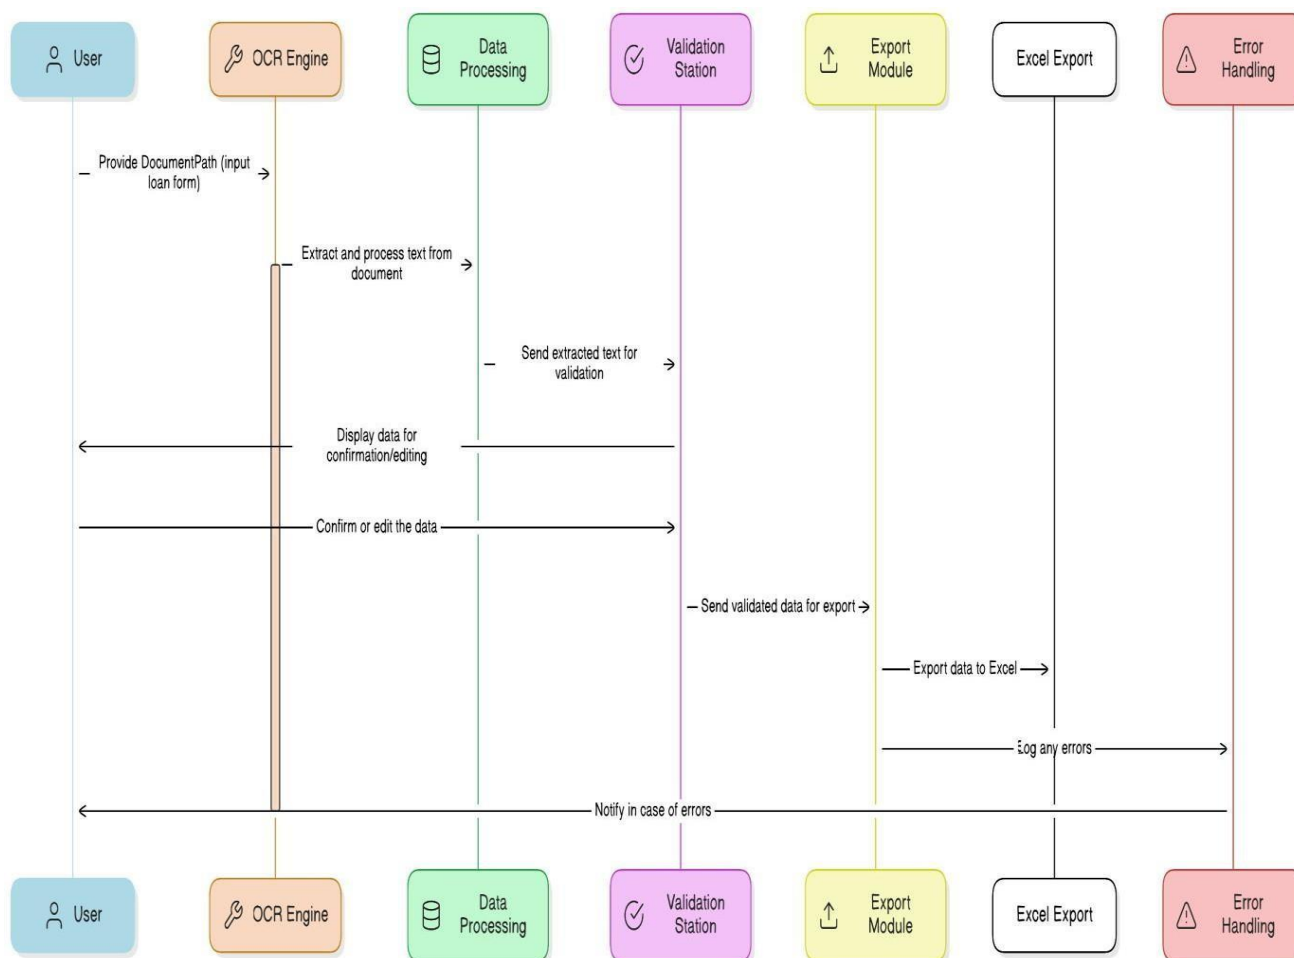 User
OCR Engine
Data
Processing
Validation
Station
Export
Module
Excel Export
Error
Handling
Provide DocumentPath (input
loan form)
Extract and process text from
document
Send extracted text for
validation
Display data for
confirmation/editing
Confirm or edit the data
Send validated data for export
Export data to Excel
Log any errors
Notify in case of errors
User
OCR Engine
Data
Processing
Validation
Station
Export
Module
Excel Export
Error
Handling